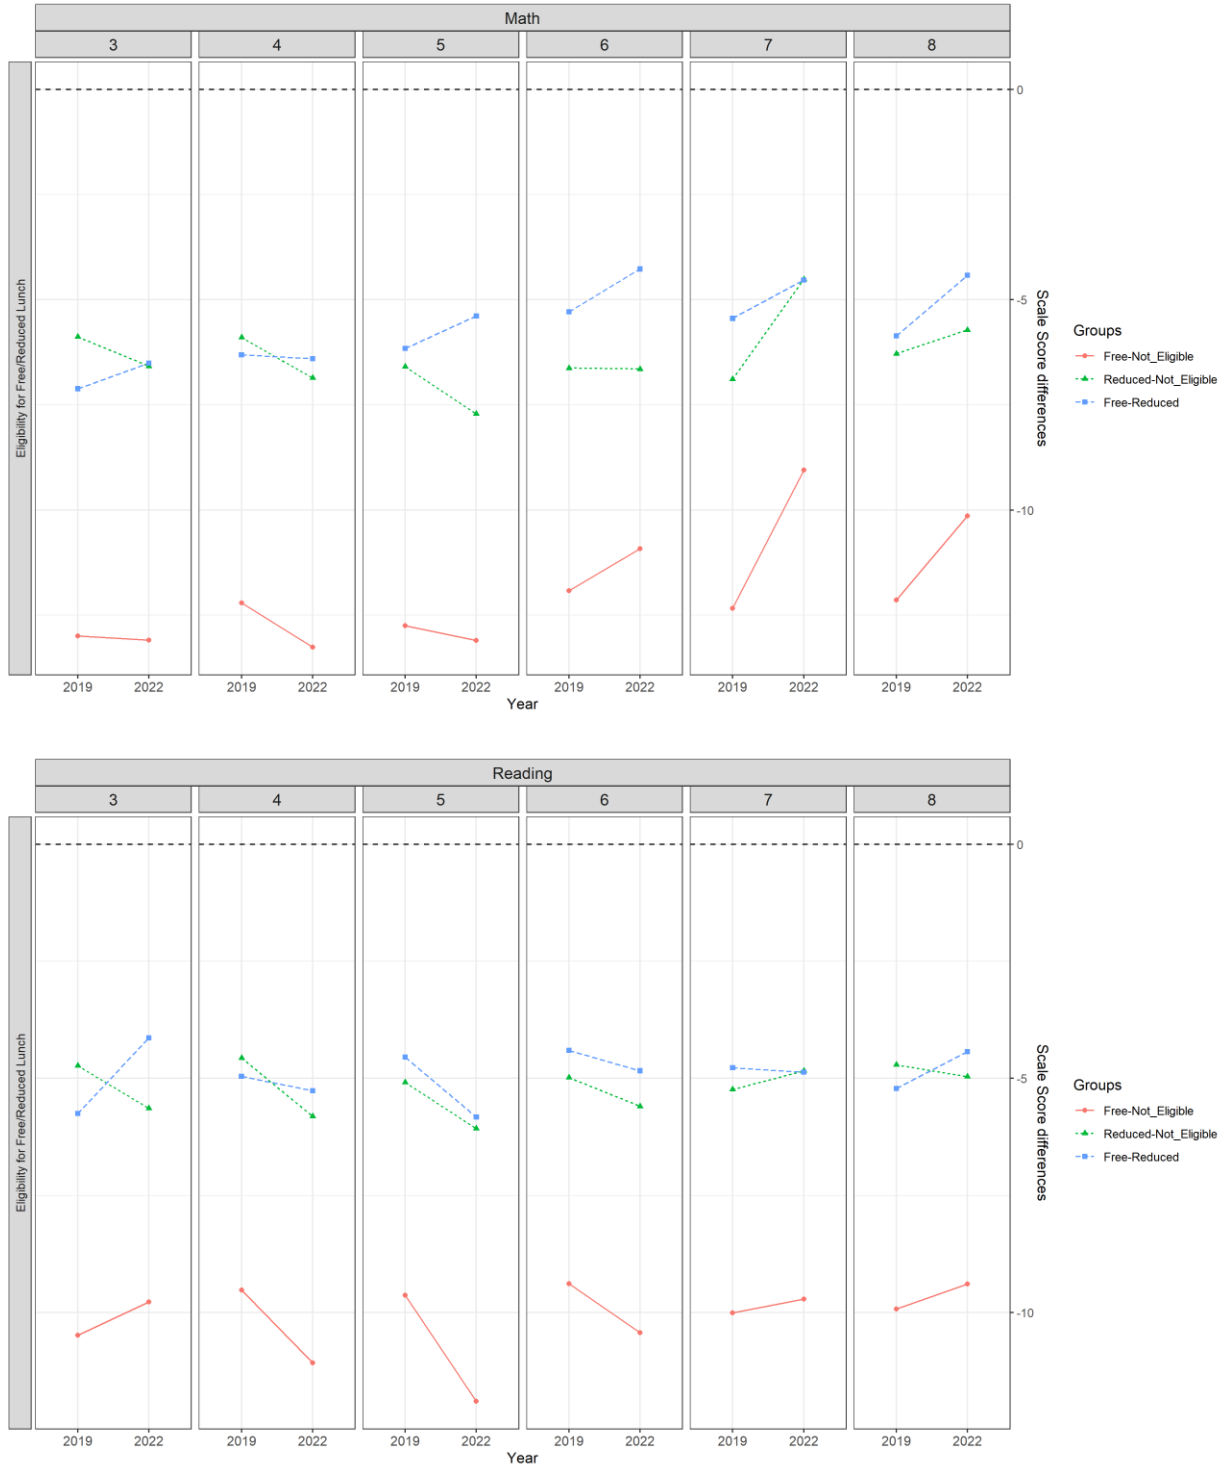 Math
3 4 5 6 7 8
Eligibility for Free/Reduced Lunch
0
-5
-10
Scale Score differences
2019 2022 2019 2022 2019 2022 2019 2022 2019 2022 2019 2022
Year
Groups
Free-Not_Eligible
Reduced-Not_Eligible
Free-Reduced
Reading
3 4 5 6 7 8
Eligibility for Free/Reduced Lunch
0
-5
-10
Scale Score differences
2019 2022 2019 2022 2019 2022 2019 2022 2019 2022 2019 2022
Year
Groups
Free-Not_Eligible
Reduced-Not_Eligible
Free-Reduced